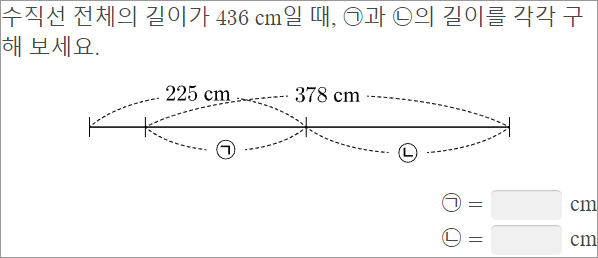 수직선 전체의 길이가 436 cm일 때, ㉠과 ㉡의 길이를 각각 구
해 보세요.
225 cm 378 cm
㉠ ㉡
㉠ = cm
㉡ = cm